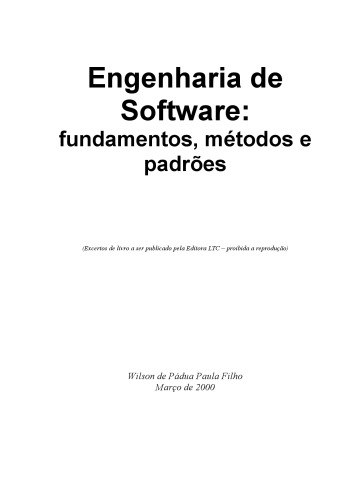 Engenharia de
Software:
fundamentos, métodos e
padrões
(Excertos de livro a ser publicado pela Editora LTC – proibida a reprodução)
Wilson de Pádua Paula Filho
Março de 2000